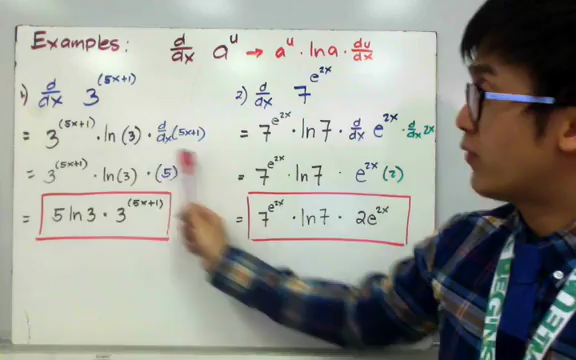 Examples: d/dx a^u → a^u · ln a · du/dx
1) d/dx 3^(5x+1)
= 3^(5x+1) · ln(3) · d/dx(5x+1)
= 3^(5x+1) · ln(3) · (5)
= 5 ln 3 · 3^(5x+1)
2) d/dx 7^e^2x
= 7^e^2x · ln 7 · d/dx e^2x · d/dx 2x
= 7^e^2x · ln 7 · e^2x (2)
= 7^e^2x · ln 7 · 2e^2x